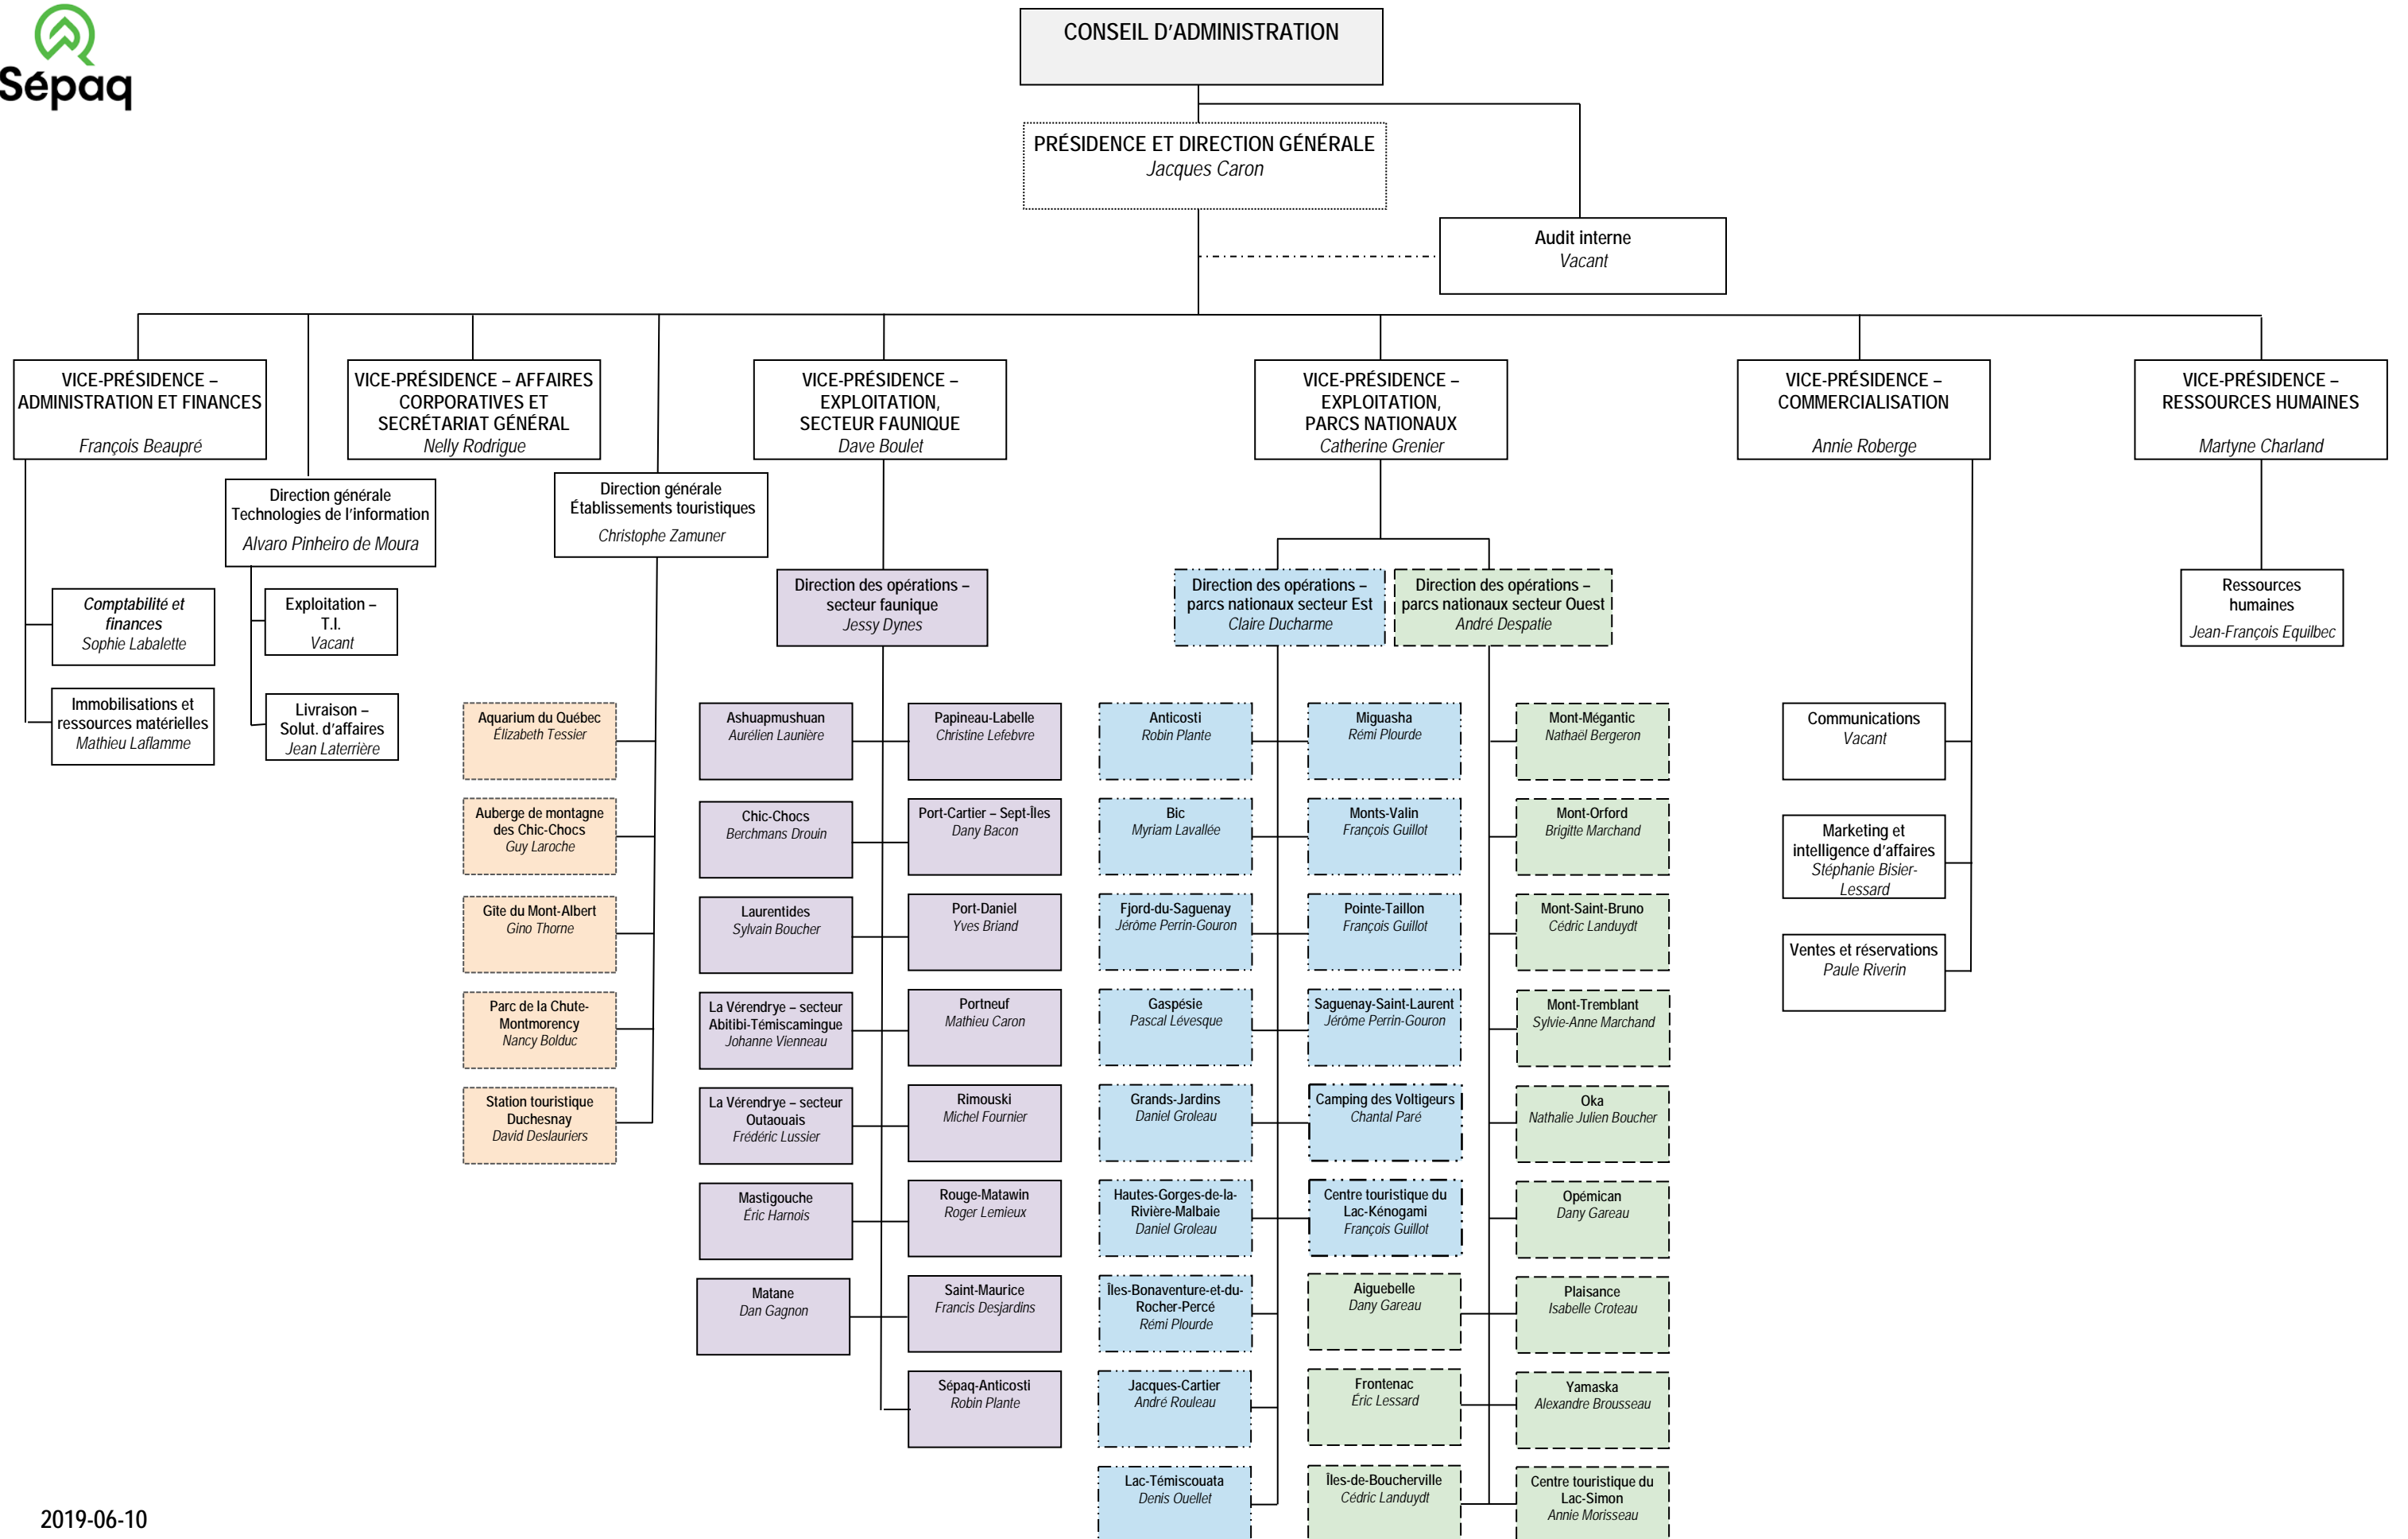 Sépaq
CONSEIL D'ADMINISTRATION
PRÉSIDENCE ET DIRECTION GÉNÉRALE
Jacques Caron
Audit interne
Vacant
VICE-PRÉSIDENCE –
ADMINISTRATION ET FINANCES
François Beaupré
VICE-PRÉSIDENCE – AFFAIRES
CORPORATIVES ET
SECRÉTARIAT GÉNÉRAL
Nelly Rodrigue
VICE-PRÉSIDENCE –
EXPLOITATION,
SECTEUR FAUNIQUE
Dave Boulet
VICE-PRÉSIDENCE –
EXPLOITATION,
PARCS NATIONAUX
Catherine Grenier
VICE-PRÉSIDENCE –
COMMERCIALISATION
Annie Roberge
VICE-PRÉSIDENCE –
RESSOURCES HUMAINES
Martyne Charland
Direction générale
Technologies de l'information
Alvaro Pinheiro de Moura
Direction générale
Établissements touristiques
Christophe Zamuner
Comptabilité et
finances
Sophie Labalette
Immobilisations et
ressources matérielles
Mathieu Laflamme
Exploitation –
T.I.
Vacant
Livraison –
Solut. d'affaires
Jean Laterrière
Direction des opérations –
secteur faunique
Jessy Dynes
Direction des opérations –
parcs nationaux secteur Est
Claire Ducharme
Direction des opérations –
parcs nationaux secteur Ouest
André Despatie
Ressources
humaines
Jean-François Equilbec
Aquarium du Québec
Élizabeth Tessier
Auberge de montagne
des Chic-Chocs
Guy Laroche
Gîte du Mont-Albert
Gino Thorne
Parc de la Chute-
Montmorency
Nancy Bolduc
Station touristique
Duchesnay
David Deslauriers
Ashuapmushuan
Aurélien Launière
Chic-Chocs
Berchmans Drouin
Laurentides
Sylvain Boucher
La Vérendrye – secteur
Abitibi-Témiscamingue
Johanne Vienneau
La Vérendrye – secteur
Outaouais
Frédéric Lussier
Mastigouche
Éric Harnois
Matane
Dan Gagnon
Papineau-Labelle
Christine Lefebvre
Port-Cartier – Sept-Îles
Dany Bacon
Port-Daniel
Yves Briand
Portneuf
Mathieu Caron
Rimouski
Michel Fournier
Rouge-Matawin
Roger Lemieux
Saint-Maurice
Francis Desjardins
Sépaq-Anticosti
Robin Plante
Anticosti
Robin Plante
Bic
Myriam Lavallée
Fjord-du-Saguenay
Jérôme Perrin-Gouron
Gaspésie
Pascal Lévesque
Grands-Jardins
Daniel Groleau
Hautes-Gorges-de-la-
Rivière-Malbaie
Daniel Groleau
Îles-Bonaventure-et-du-
Rocher-Percé
Rémi Plourde
Jacques-Cartier
André Rouleau
Lac-Témiscouata
Denis Ouellet
Miguasha
Rémi Plourde
Monts-Valin
François Guillot
Pointe-Taillon
François Guillot
Saguenay-Saint-Laurent
Jérôme Perrin-Gouron
Camping des Voltigeurs
Chantal Paré
Centre touristique du
Lac-Kénogami
François Guillot
Aiguebelle
Dany Gareau
Frontenac
Éric Lessard
Îles-de-Boucherville
Cédric Landuydt
Mont-Mégantic
Nathaël Bergeron
Mont-Orford
Brigitte Marchand
Mont-Saint-Bruno
Cédric Landuydt
Mont-Tremblant
Sylvie-Anne Marchand
Oka
Nathalie Julien Boucher
Opémican
Dany Gareau
Plaisance
Isabelle Croteau
Yamaska
Alexandre Brousseau
Centre touristique du
Lac-Simon
Annie Morisseau
Communications
Vacant
Marketing et
intelligence d'affaires
Stéphanie Bisier-
Lessard
Ventes et réservations
Paule Riverin
2019-06-10